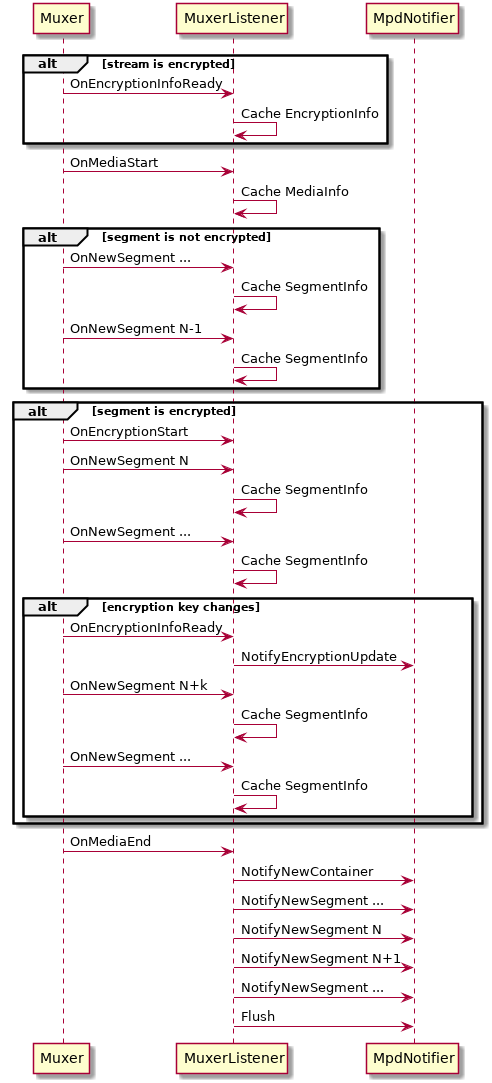 Muxer MuxerListener MpdNotifier
alt [stream is encrypted]
OnEncryptionInfoReady
Cache EncryptionInfo
OnMediaStart
Cache MediaInfo
alt [segment is not encrypted]
OnNewSegment ...
Cache SegmentInfo
OnNewSegment N-1
Cache SegmentInfo
alt [segment is encrypted]
OnEncryptionStart
OnNewSegment N
Cache SegmentInfo
OnNewSegment ...
Cache SegmentInfo
alt [encryption key changes]
OnEncryptionInfoReady
NotifyEncryptionUpdate
OnNewSegment N+k
Cache SegmentInfo
OnNewSegment ...
Cache SegmentInfo
OnMediaEnd
NotifyNewContainer
NotifyNewSegment ...
NotifyNewSegment N
NotifyNewSegment N+1
NotifyNewSegment ...
Flush
Muxer MuxerListener MpdNotifier